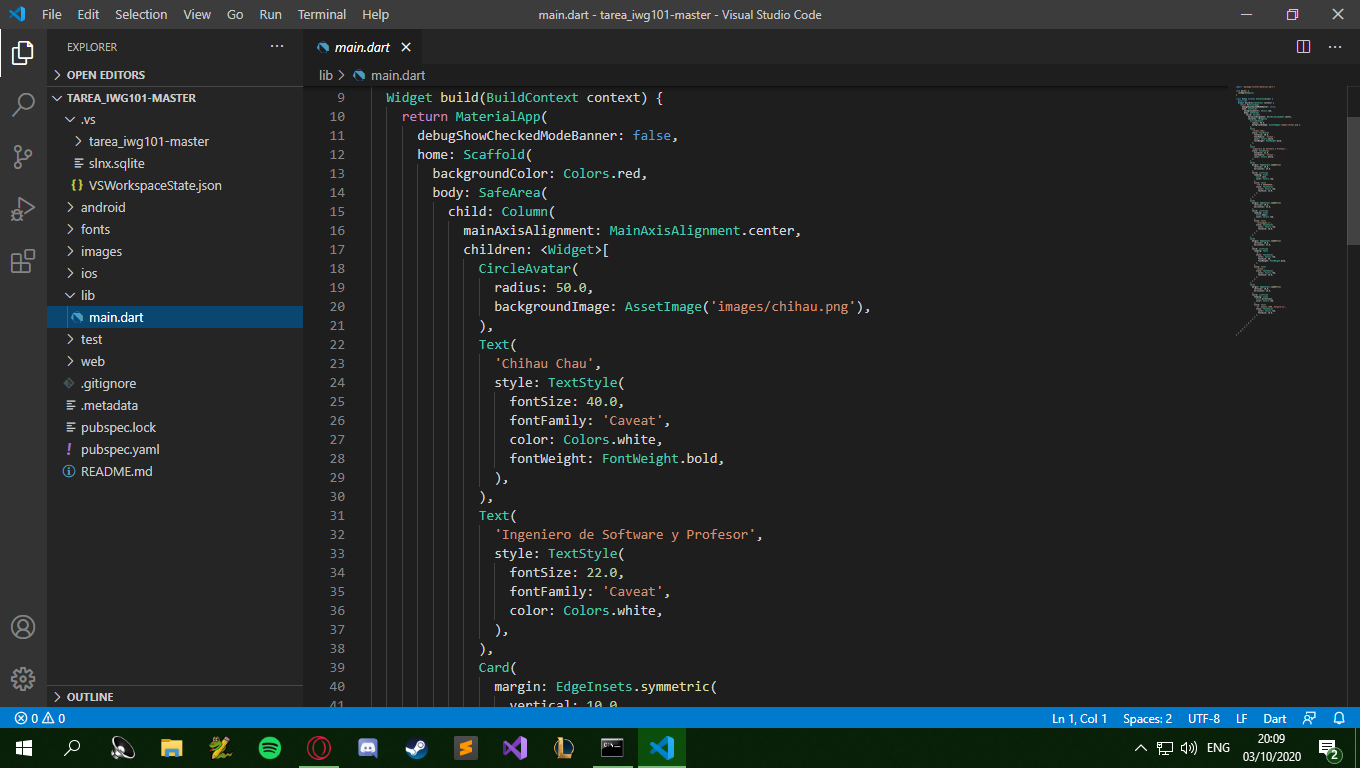 File Edit Selection View Go Run Terminal Help
main.dart - tarea_iwg101-master - Visual Studio Code
EXPLORER
OPEN EDITORS
TAREA_IWG101-MASTER
.vs
tarea_iwg101-master
slnx.sqlite
{} VSWorkspaceState.json
android
fonts
images
ios
lib
main.dart
test
web
.gitignore
.metadata
pubspec.lock
! pubspec.yaml
README.md
OUTLINE
main.dart
lib > main.dart
9 Widget build(BuildContext context) {
10 return MaterialApp(
11 debugShowCheckedModeBanner: false,
12 home: Scaffold(
13 backgroundColor: Colors.red,
14 body: SafeArea(
15 child: Column(
16 mainAxisAlignment: MainAxisAlignment.center,
17 children: <Widget>[
18 CircleAvatar(
19 radius: 50.0,
20 backgroundImage: AssetImage('images/chihau.png'),
21 ),
22 Text(
23 'Chihau Chau',
24 style: TextStyle(
25 fontSize: 40.0,
26 fontFamily: 'Caveat',
27 color: Colors.white,
28 fontWeight: FontWeight.bold,
29 ),
30 ),
31 Text(
32 'Ingeniero de Software y Profesor',
33 style: TextStyle(
34 fontSize: 22.0,
35 fontFamily: 'Caveat',
36 color: Colors.white,
37 ),
38 ),
39 Card(
40 margin: EdgeInsets.symmetric(
41 vertical: 10.0
0 0
Ln 1, Col 1 Spaces: 2 UTF-8 LF Dart
ENG
20:09
03/10/2020
2